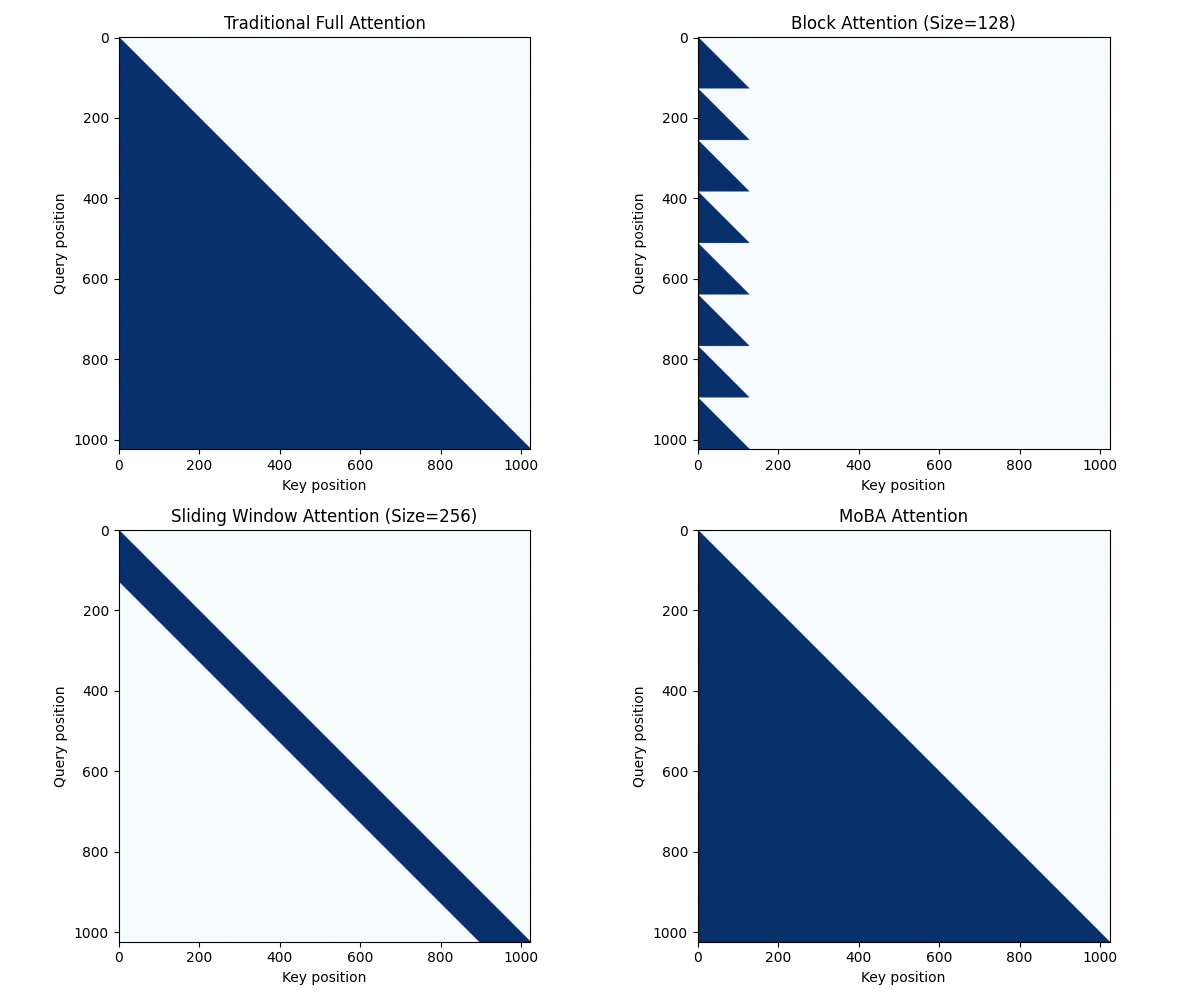 Traditional Full Attention
0
200
400
600
800
1000
Query position
0 200 400 600 800 1000
Key position
Block Attention (Size=128)
0
200
400
600
800
1000
Query position
0 200 400 600 800 1000
Key position
Sliding Window Attention (Size=256)
0
200
400
600
800
1000
Query position
0 200 400 600 800 1000
Key position
MoBA Attention
0
200
400
600
800
1000
Query position
0 200 400 600 800 1000
Key position